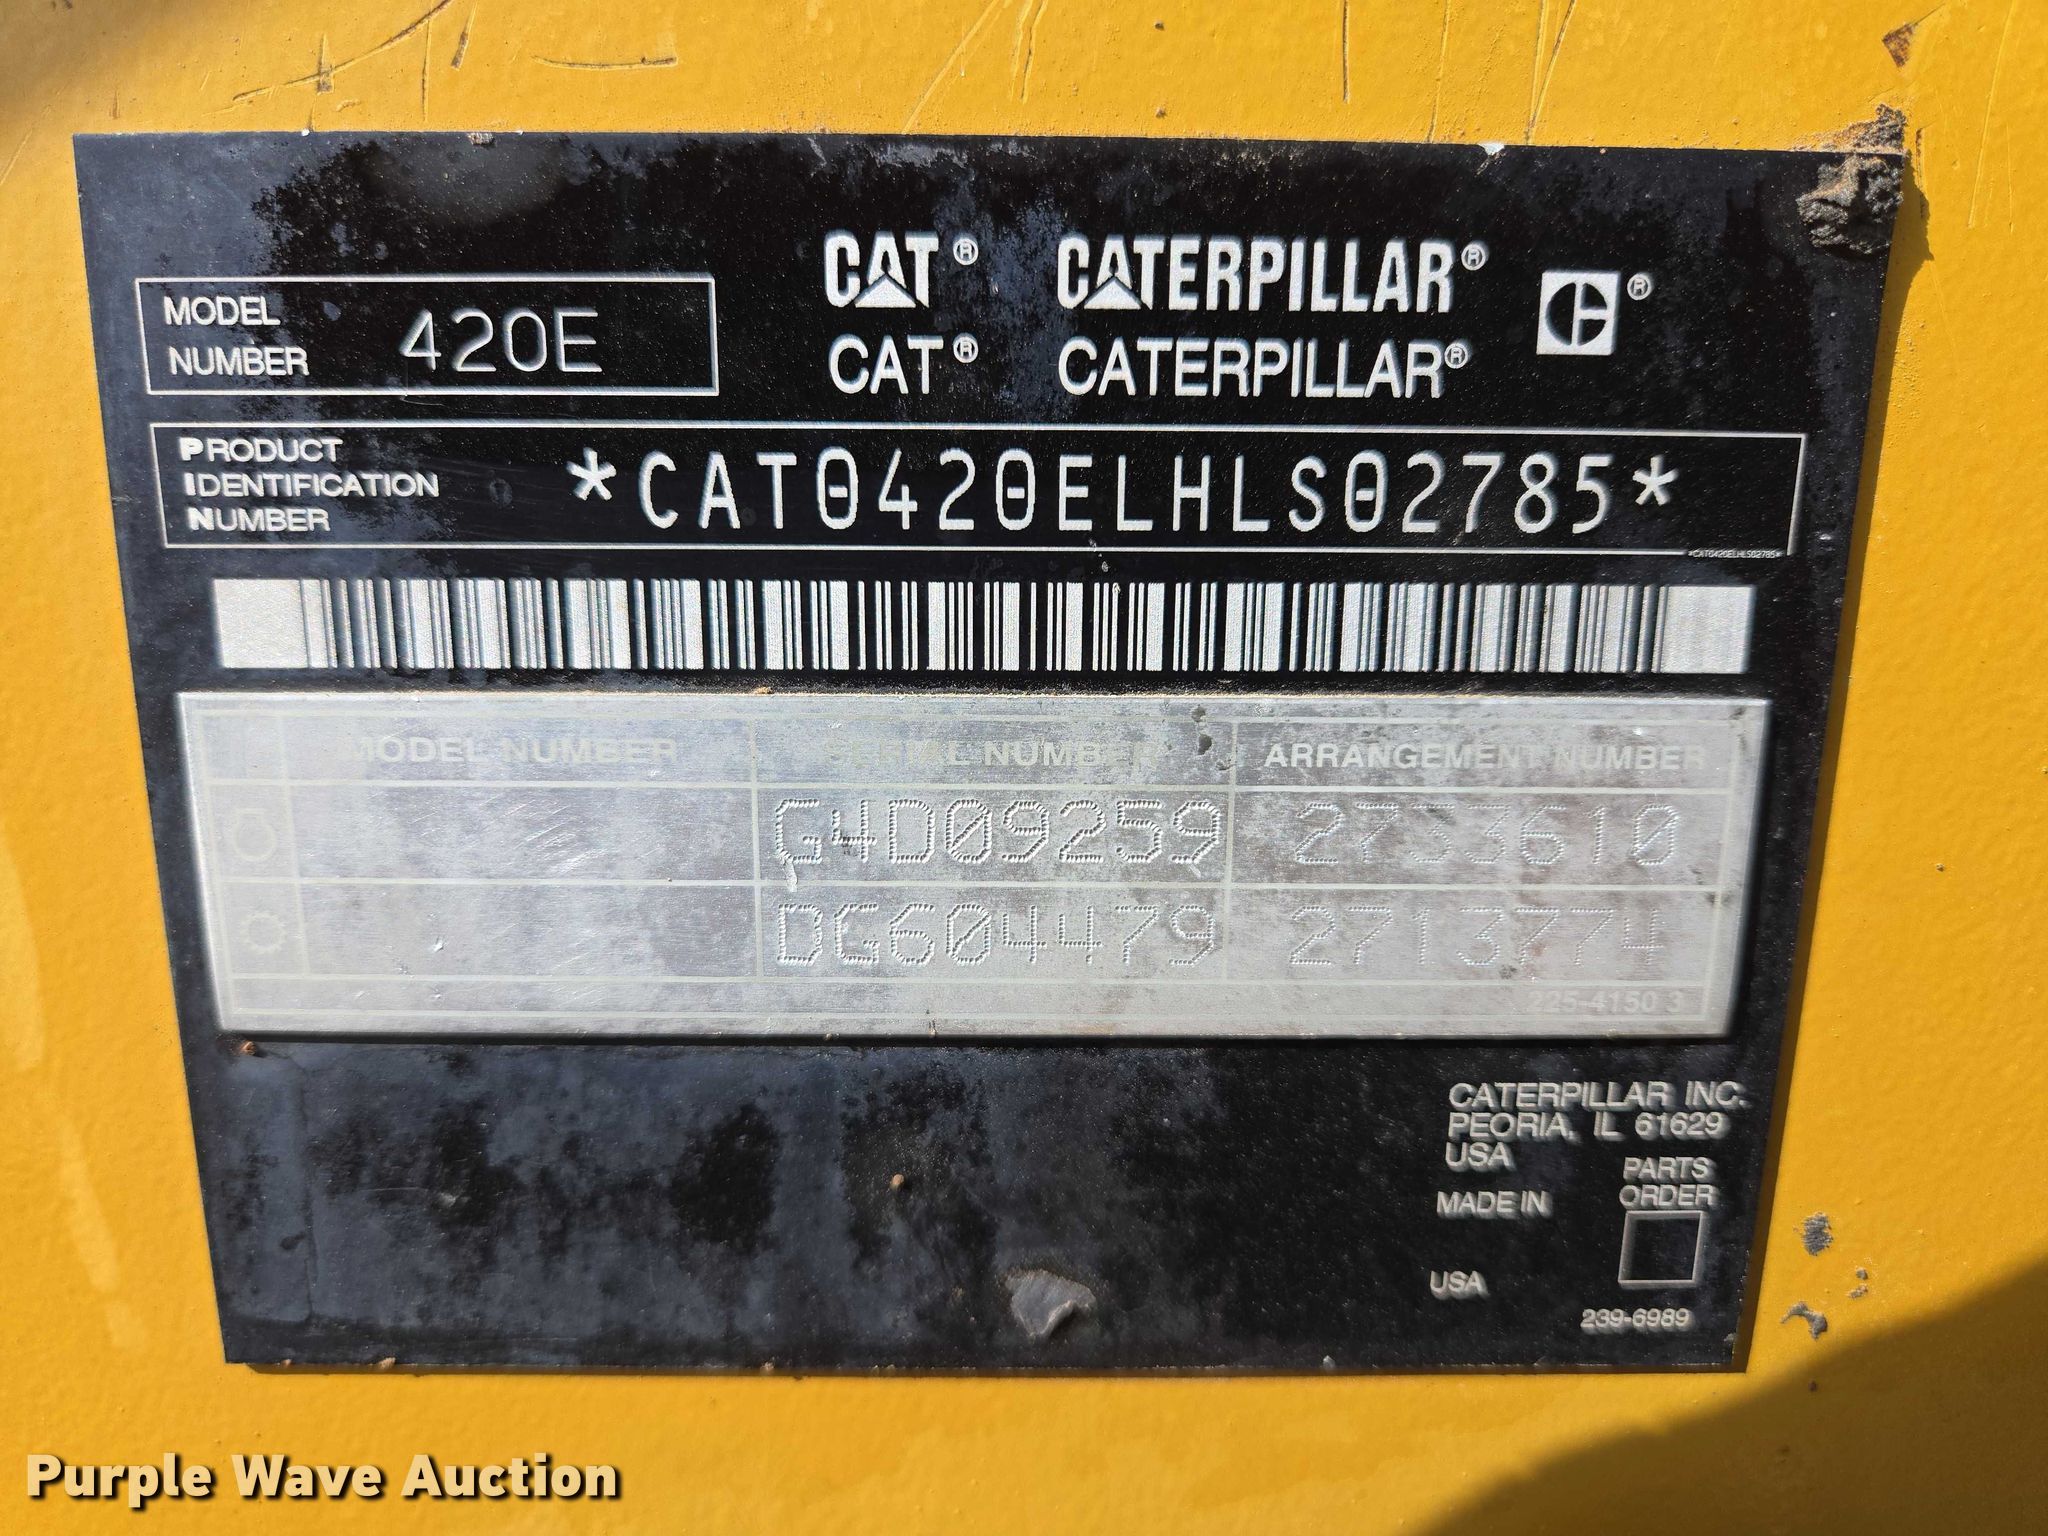 CAT® CATERPILLAR® ®
MODEL
NUMBER 420E
CAT® CATERPILLAR®
PRODUCT
IDENTIFICATION
NUMBER
*CAT0420ELHLS02785*
*CAT0420ELHLS02785*
MODEL NUMBER SERIAL NUMBER ARRANGEMENT NUMBER
G4D09259 2733610
DG604479 2713774
225-4150 3
CATERPILLAR INC.
PEORIA, IL 61629
USA
PARTS
ORDER
MADE IN
USA
239-6989
Purple Wave Auction